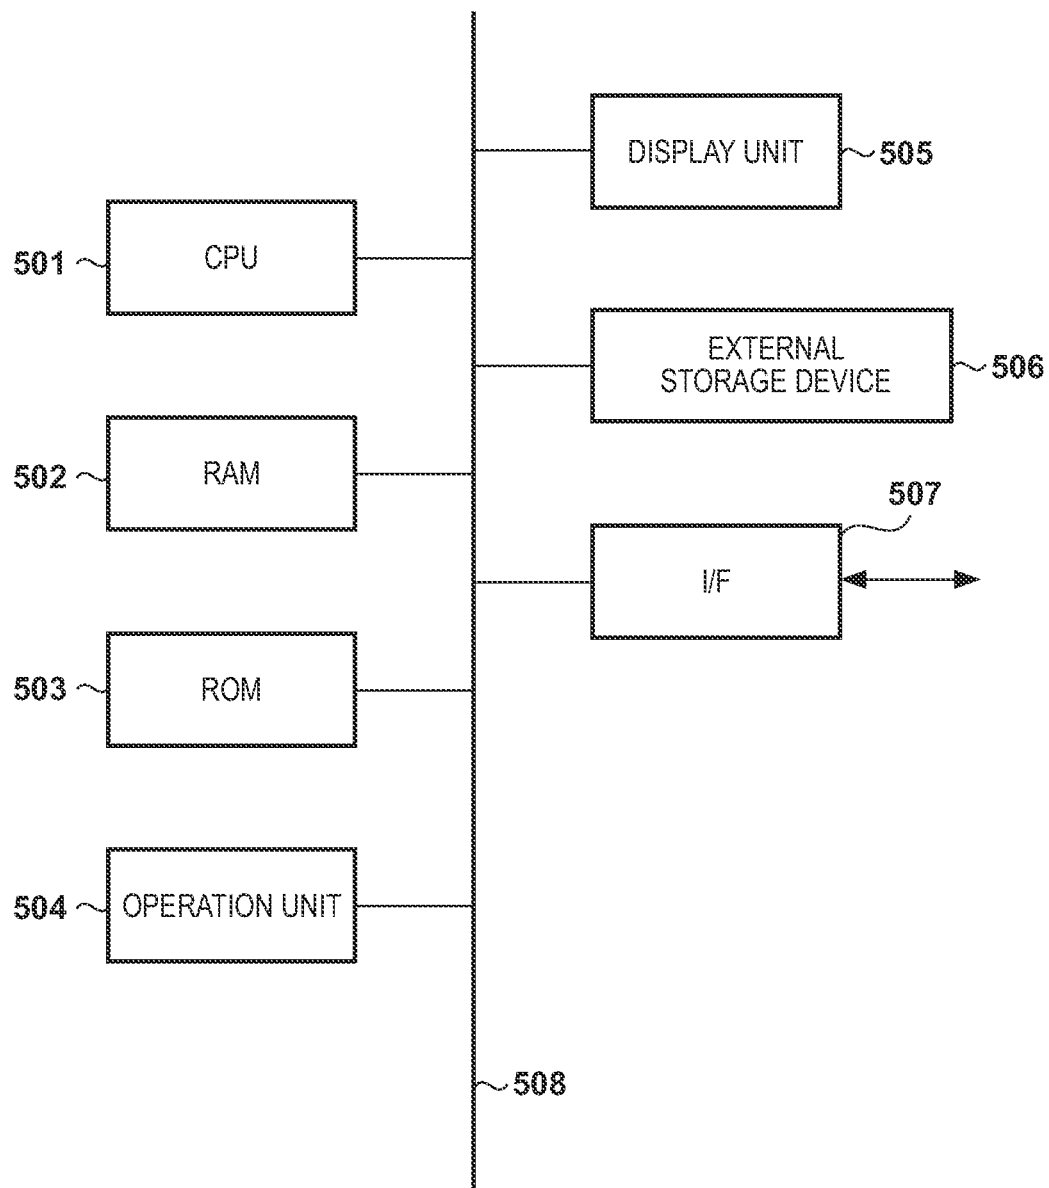 DISPLAY UNIT
505
CPU
501
EXTERNAL
STORAGE DEVICE
506
RAM
502
507
I/F
ROM
503
OPERATION UNIT
504
508